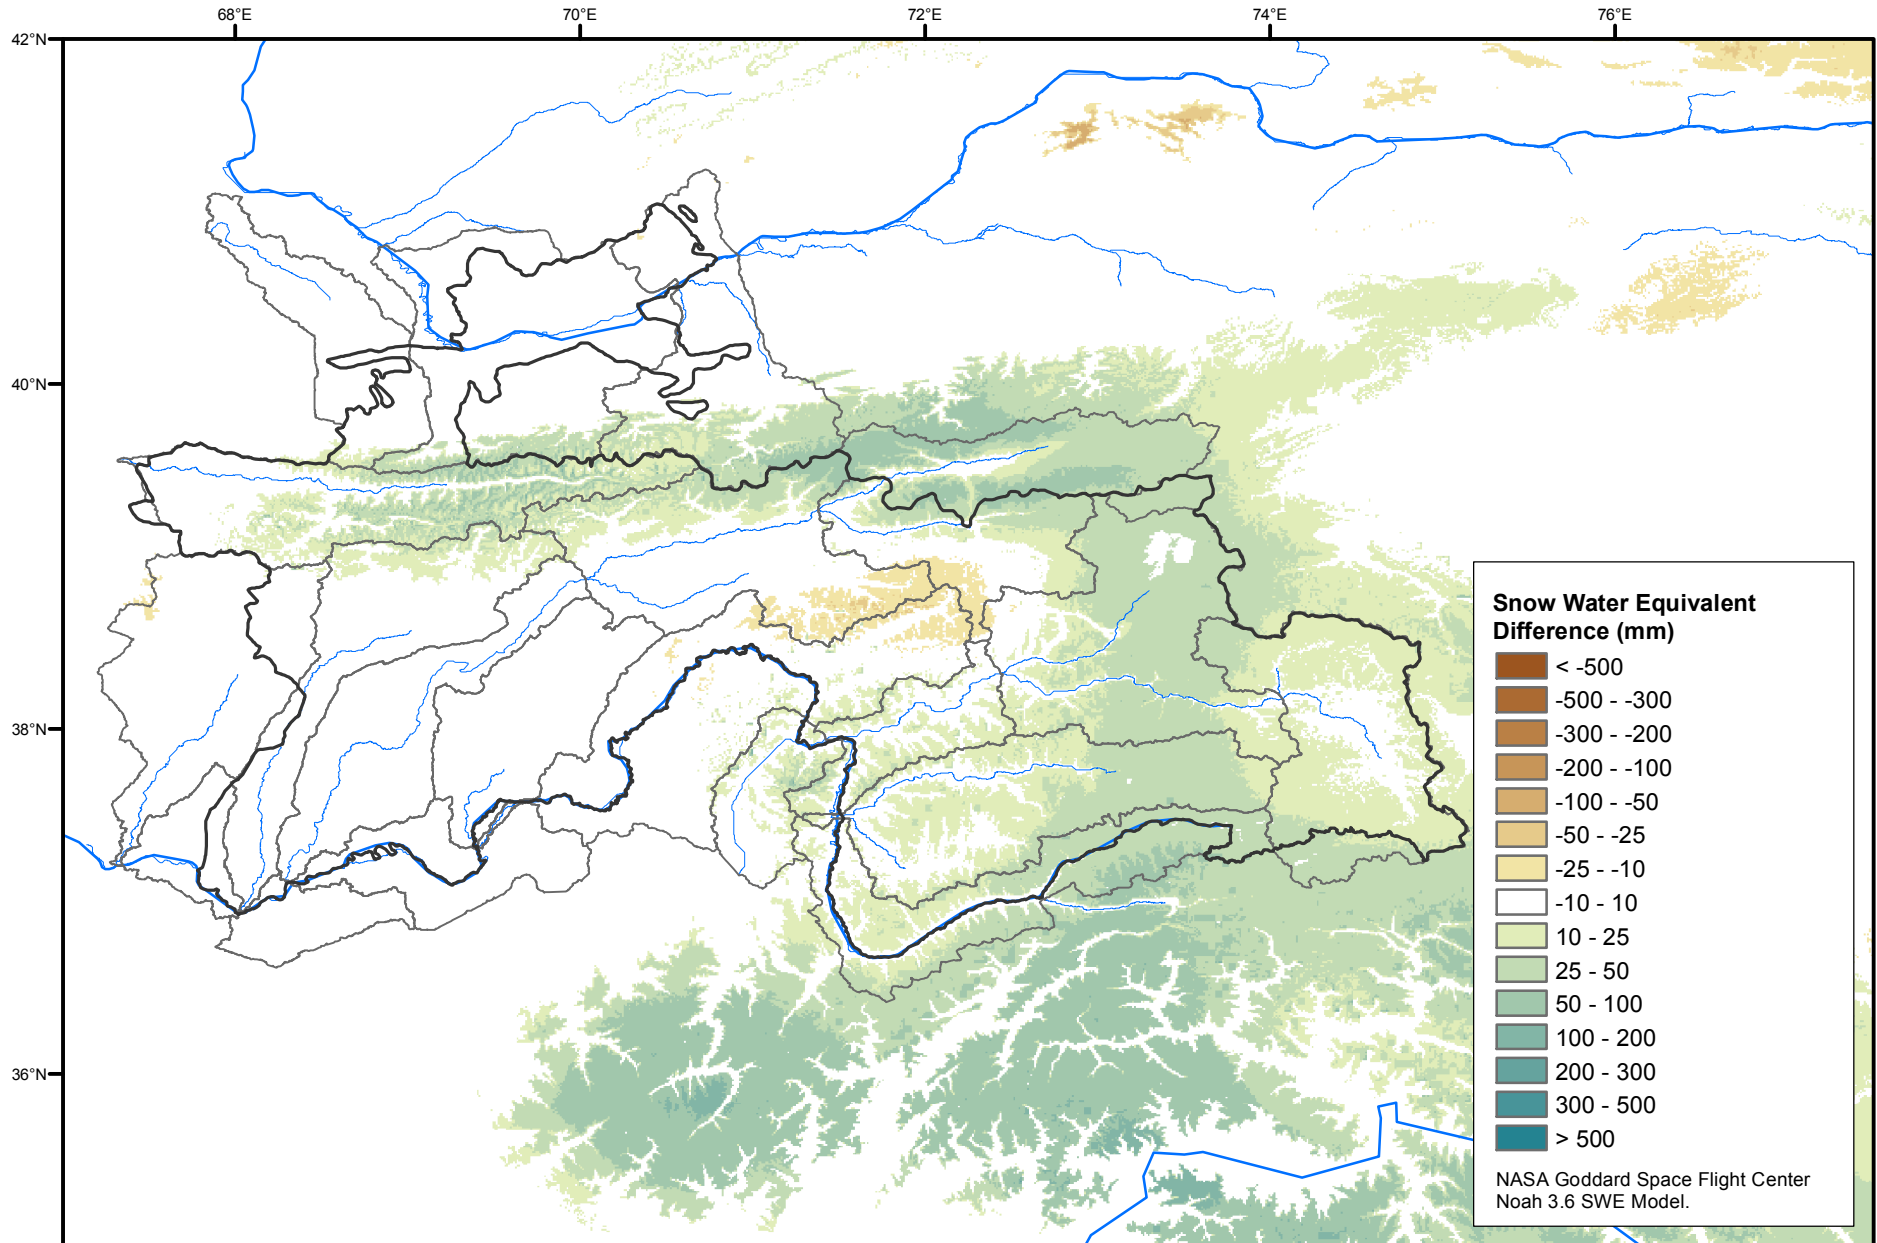 68°E 70°E 72°E 74°E 76°E
42°N
40°N
38°N
36°N
Snow Water Equivalent
Difference (mm)
< -500
-500 - -300
-300 - -200
-200 - -100
-100 - -50
-50 - -25
-25 - -10
-10 - 10
10 - 25
25 - 50
50 - 100
100 - 200
200 - 300
300 - 500
> 500
NASA Goddard Space Flight Center
Noah 3.6 SWE Model.